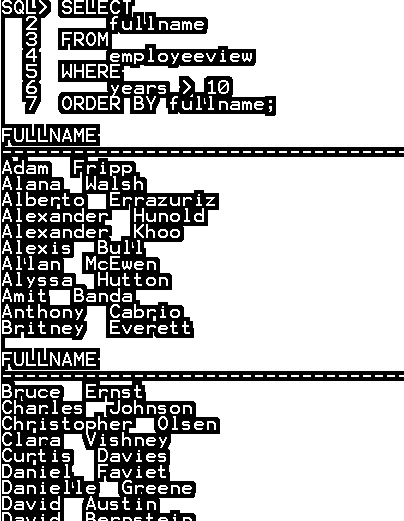 SQL> SELECT
2 fullname
3 FROM
4 employeeview
5 WHERE
6 years > 10
7 ORDER BY fullname;
FULLNAME
--------------------------------------------------
Adam Fripp
Alana Walsh
Alberto Errazuriz
Alexander Hunold
Alexander Khoo
Alexis Bull
Allan McEwen
Alyssa Hutton
Amit Banda
Anthony Cabrio
Britney Everett
FULLNAME
--------------------------------------------------
Bruce Ernst
Charles Johnson
Christopher Olsen
Clara Vishney
Curtis Davies
Daniel Faviet
Danielle Greene
David Austin
David Bernstein